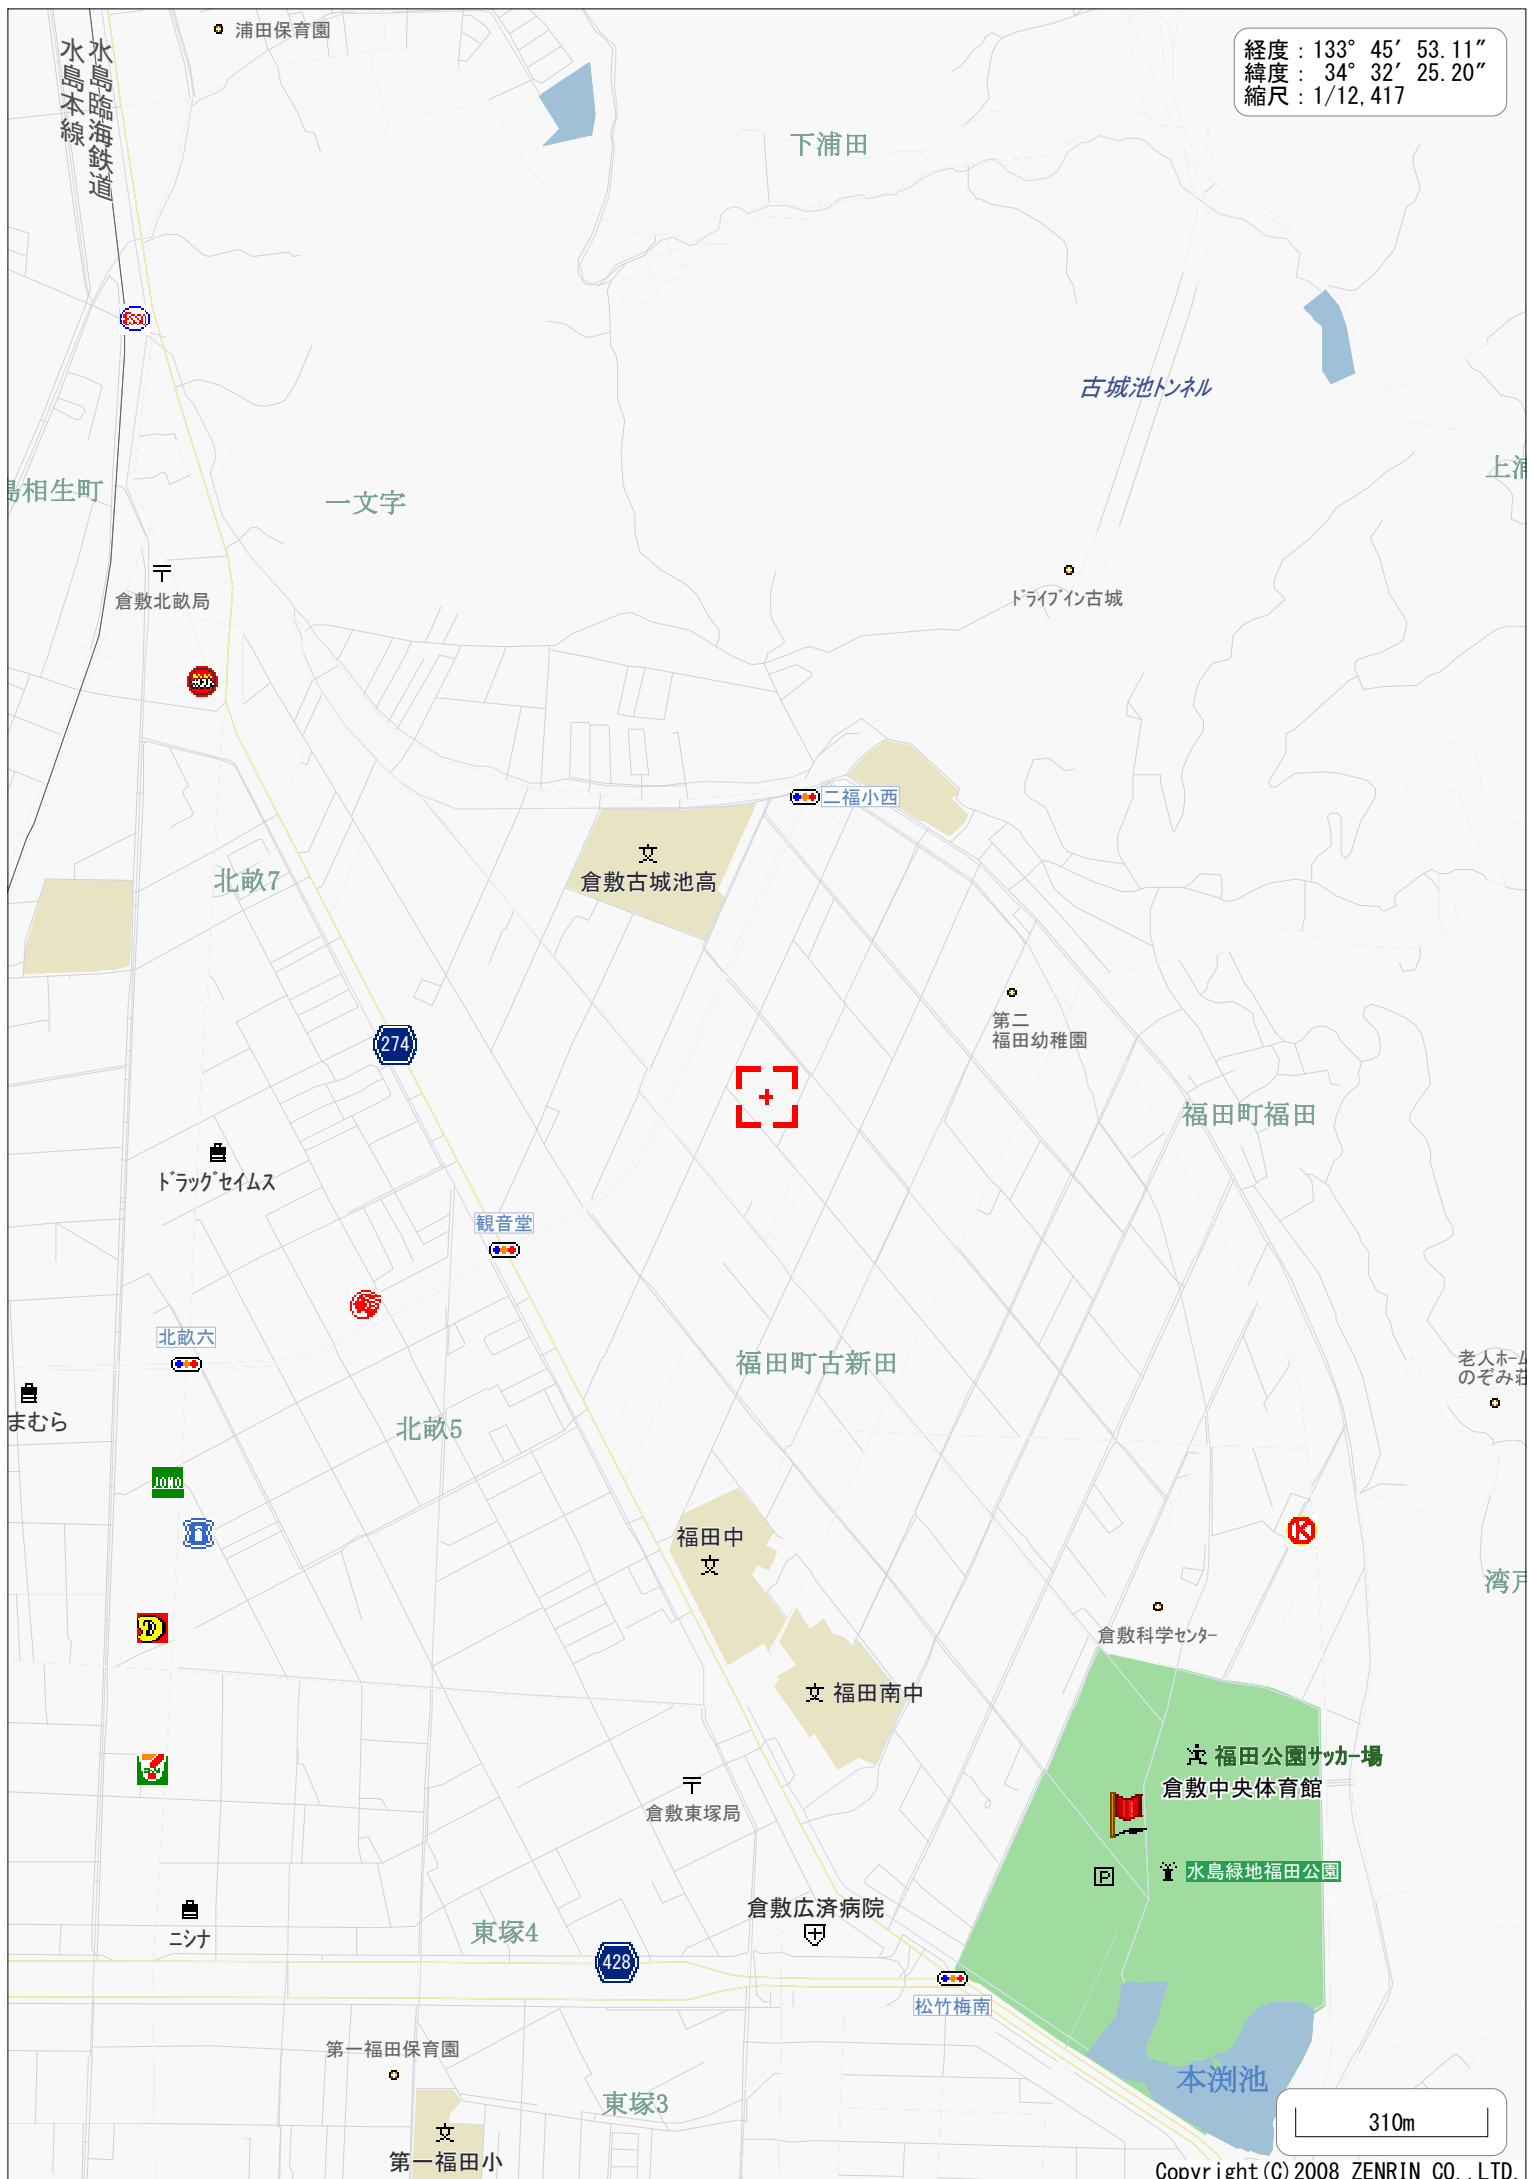 浦田保育園
水島臨海鉄道
水島本線
経度 : 133° 45′ 53.11″
緯度 : 34° 32′ 25.20″
縮尺 : 1/12,417
下浦田
Esso
古城池トンネル
上浦
島相生町
一文字
倉敷北畝局
ドライブイン古城
二福小西
倉敷古城池高
北畝7
第二
福田幼稚園
274
福田町福田
ドラッグセイムス
観音堂
北畝六
福田町古新田
老人ホーム
のぞみ荘
まむら
北畝5
JOMO
福田中
K
湾戸
D
倉敷科学センター
福田南中
7
福田公園サッカー場
倉敷中央体育館
倉敷東塚局
P
水島緑地福田公園
倉敷広済病院
ニシナ
東塚4
428
松竹梅南
第一福田保育園
本渕池
東塚3
310m
第一福田小
Copyright(C)2008 ZENRIN CO.,LTD.